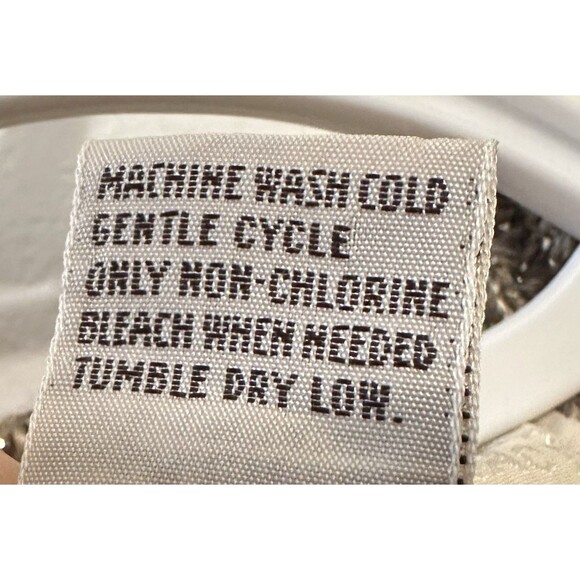 MACHINE WASH COLD
GENTLE CYCLE
ONLY NON-CHLORINE
BLEACH WHEN NEEDED
TUMBLE DRY LOW.